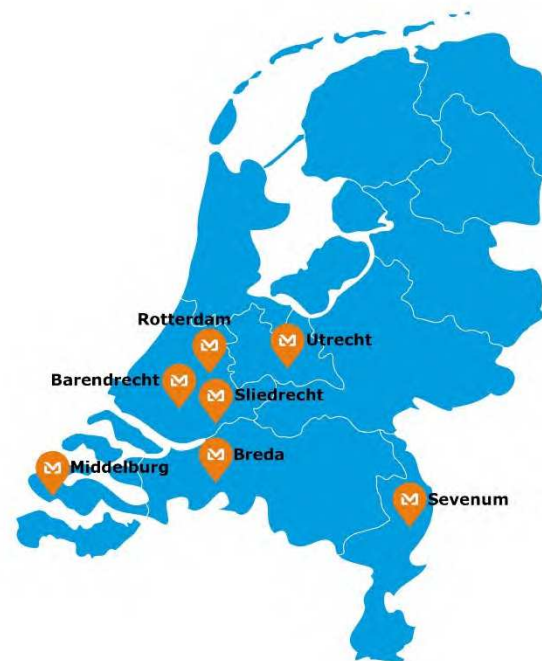 Rotterdam
Utrecht
Barendrecht
Sliedrecht
Middelburg
Breda
Sevenum